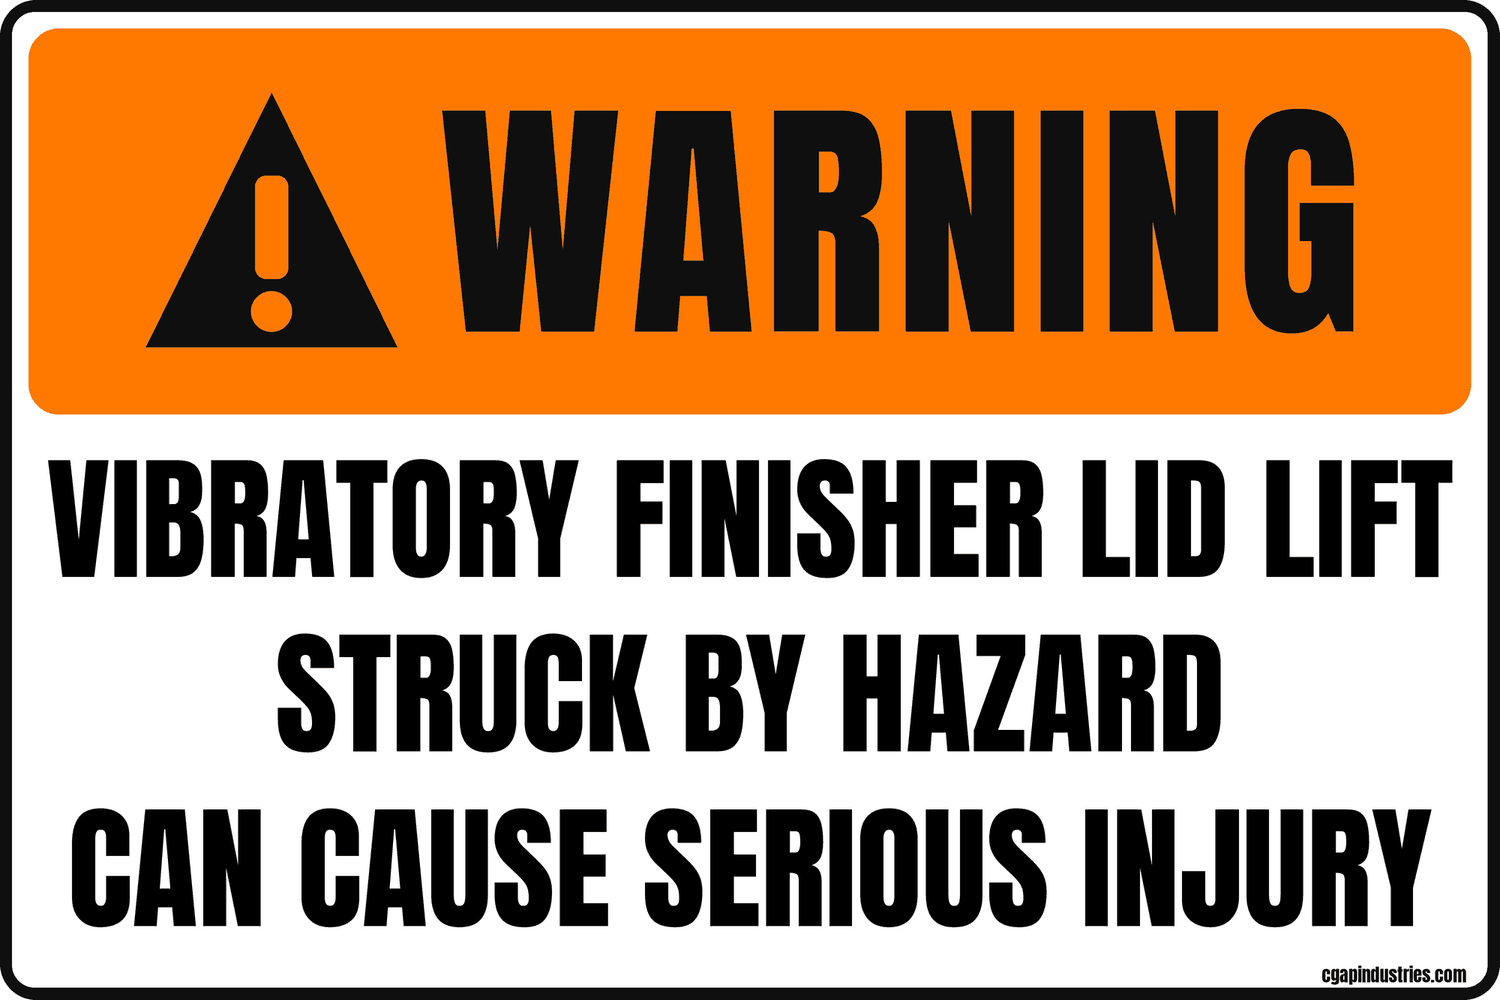 WARNING
VIBRATORY FINISHER LID LIFT
STRUCK BY HAZARD
CAN CAUSE SERIOUS INJURY
cgapindustries.com